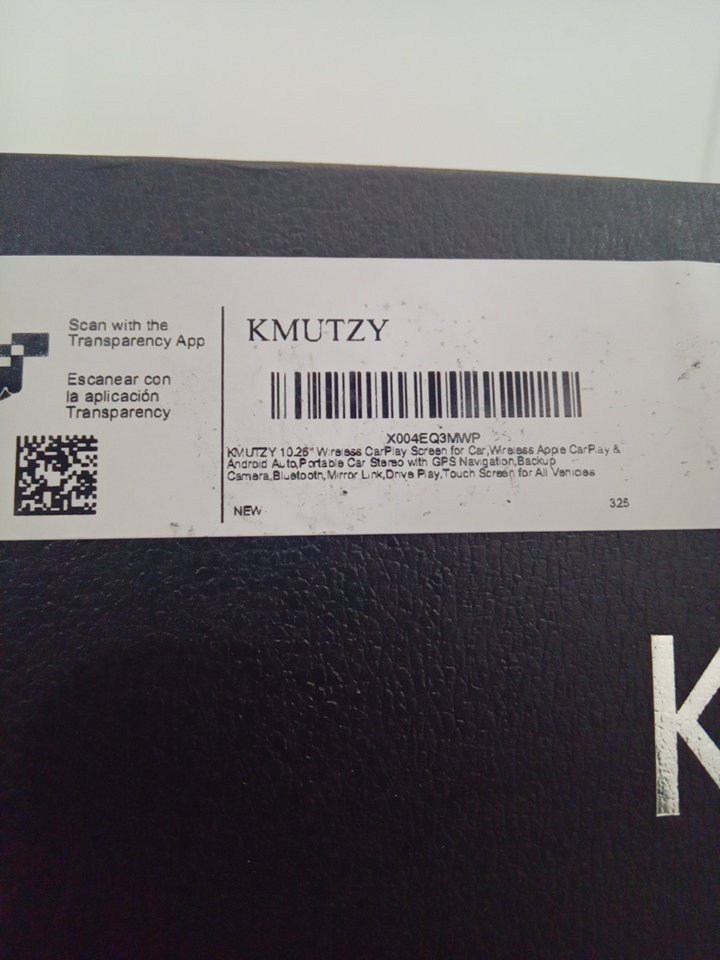 Scan with the
Transparency App
Escanear con
la aplicación
Transparency
KMUTZY
X004EQ3MWP
KMUTZY 10.26" Wireless CarPlay Screen for Car,Wireless Apple CarPlay &
Android Auto,Portable Car Stereo with GPS Navigation,Backup
Camera,Bluetooth,Mirror Link,Drive Play,Touch Screen for All Vehicles
NEW
325
K